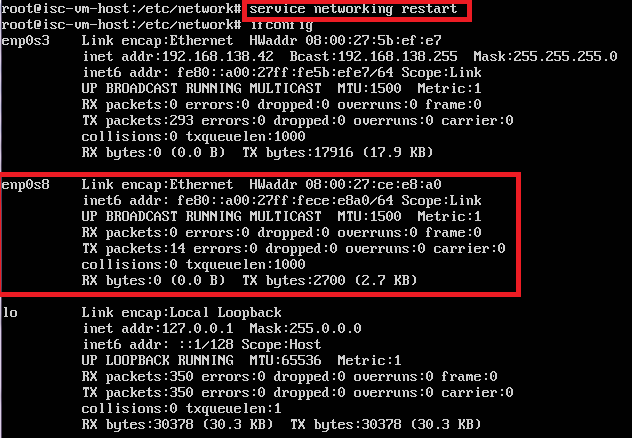 root@isc-vm-host:/etc/network# service networking restart
root@isc-vm-host:/etc/network# ifconfig
enp0s3 Link encap:Ethernet HWaddr 08:00:27:5b:ef:e7
inet addr:192.168.138.42 Bcast:192.168.138.255 Mask:255.255.255.0
inet6 addr: fe80::a00:27ff:fe5b:efe7/64 Scope:Link
UP BROADCAST RUNNING MULTICAST MTU:1500 Metric:1
RX packets:0 errors:0 dropped:0 overruns:0 frame:0
TX packets:293 errors:0 dropped:0 overruns:0 carrier:0
collisions:0 txqueuelen:1000
RX bytes:0 (0.0 B) TX bytes:17916 (17.9 KB)
enp0s8 Link encap:Ethernet HWaddr 08:00:27:ce:e8:a0
inet6 addr: fe80::a00:27ff:fece:e8a0/64 Scope:Link
UP BROADCAST RUNNING MULTICAST MTU:1500 Metric:1
RX packets:0 errors:0 dropped:0 overruns:0 frame:0
TX packets:14 errors:0 dropped:0 overruns:0 carrier:0
collisions:0 txqueuelen:1000
RX bytes:0 (0.0 B) TX bytes:2700 (2.7 KB)
lo Link encap:Local Loopback
inet addr:127.0.0.1 Mask:255.0.0.0
inet6 addr: ::1/128 Scope:Host
UP LOOPBACK RUNNING MTU:65536 Metric:1
RX packets:350 errors:0 dropped:0 overruns:0 frame:0
TX packets:350 errors:0 dropped:0 overruns:0 carrier:0
collisions:0 txqueuelen:1
RX bytes:30378 (30.3 KB) TX bytes:30378 (30.3 KB)